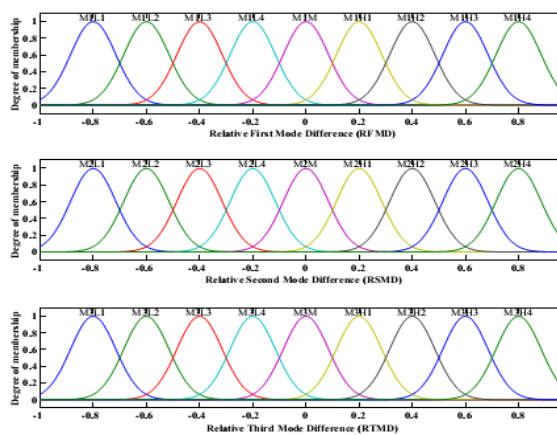 Degree of membership
M1L1 M1L2 M1L3 M1L4 M1M M1H1 M1H2 M1H3 M1H4
1
0.8
0.6
0.4
0.2
0
-1 -0.8 -0.6 -0.4 -0.2 0 0.2 0.4 0.6 0.8
Relative First Mode Difference (RFMD)
Degree of membership
M2L1 M2L2 M2L3 M2L4 M2M M2H1 M2H2 M2H3 M2H4
1
0.8
0.6
0.4
0.2
0
-1 -0.8 -0.6 -0.4 -0.2 0 0.2 0.4 0.6 0.8
Relative Second Mode Difference (RSMD)
Degree of membership
M3L1 M3L2 M3L3 M3L4 M3M M3H1 M3H2 M3H3 M3H4
1
0.8
0.6
0.4
0.2
0
-1 -0.8 -0.6 -0.4 -0.2 0 0.2 0.4 0.6 0.8
Relative Third Mode Difference (RTMD)